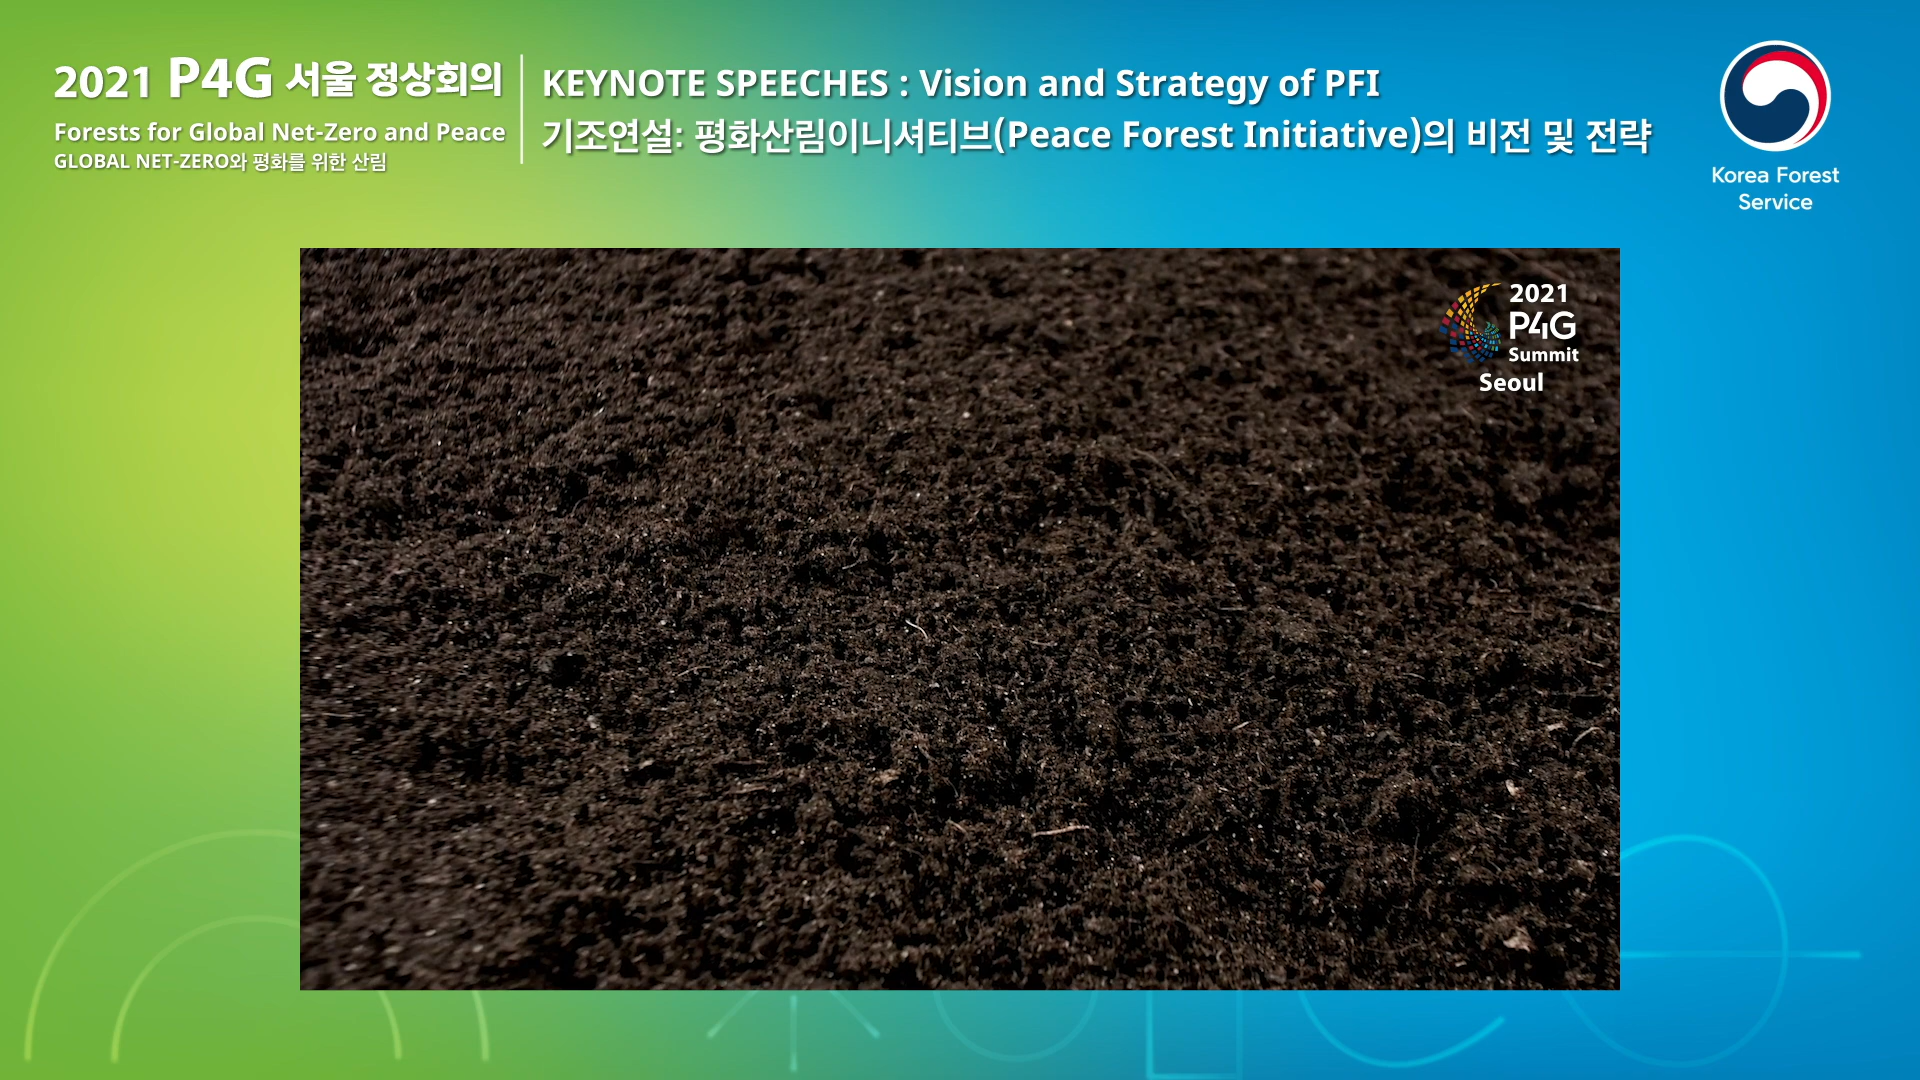 2021 P4G 서울 정상회의
Forests for Global Net-Zero and Peace
GLOBAL NET-ZERO와 평화를 위한 산림
KEYNOTE SPEECHES : Vision and Strategy of PFI
기조연설: 평화산림이니셔티브(Peace Forest Initiative)의 비전 및 전략
Korea Forest
Service
2021
P4G
Summit
Seoul